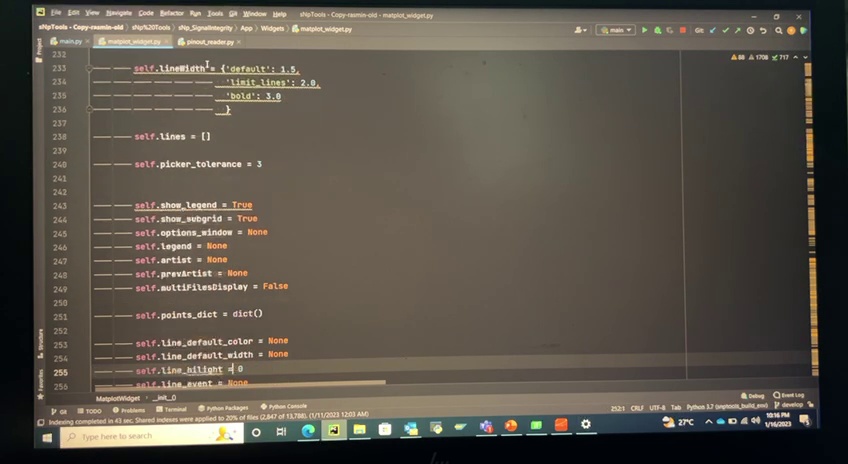 File Edit View Navigate Code Refactor Run Tools Git Window Help sNpTools - Copy-rasmin-old - matplot_widget.py
sNpTools - Copy-rasmin-old sNp%20Tools sNp_SignalIntegrity App Widgets matplot_widget.py main Git:
main.py matplot_widget.py pinout_reader.py
Project
232
88 1708 717
233 self.lineWidth = {'default': 1.5,
234 'limit_lines': 2.0,
235 'bold': 3.0
236 }
237
238 self.lines = []
239
240 self.picker_tolerance = 3
241
242
243 self.show_legend = True
244 self.show_subgrid = True
245 self.options_window = None
246 self.legend = None
247 self.artist = None
248 self.prevArtist = None
249 self.multiFilesDisplay = False
250
251 self.points_dict = dict()
252
253 self.line_default_color = None
254 self.line_default_width = None
255 self.line_hilight = 0
256 self.line_event = None
Structure
Favorites
MatplotWidget __init__()
Git TODO Problems Terminal Python Packages Python Console Debug Event Log
Indexing completed in 43 sec. Shared indexes were applied to 20% of files (2,847 of 13,788). (1/11/2023 12:03 AM) 252:1 CRLF UTF-8 Tab Python 3.7 (snptools_build_env) develop
Type here to search 27°C 10:16 PM
1/16/2023